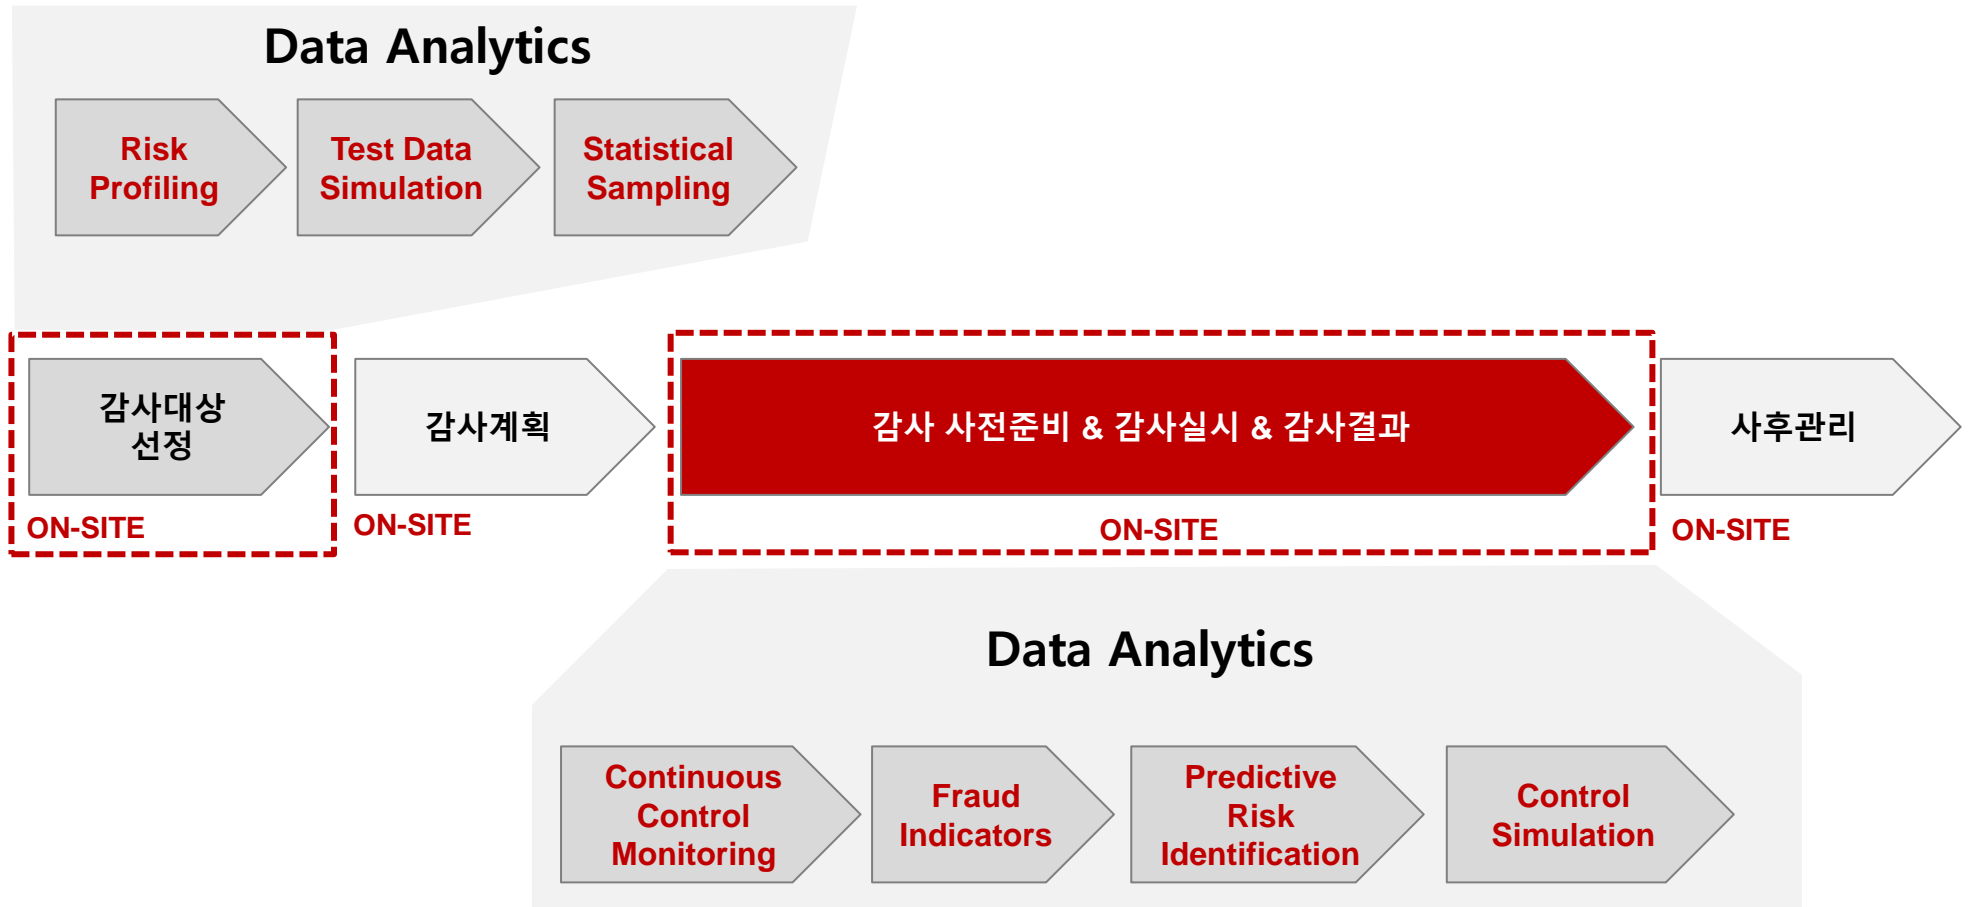 Data Analytics
Risk
Profiling
Test Data
Simulation
Statistical
Sampling
감사대상
선정
ON-SITE
감사계획
ON-SITE
감사 사전준비 & 감사실시 & 감사결과
ON-SITE
사후관리
ON-SITE
Data Analytics
Continuous
Control
Monitoring
Fraud
Indicators
Predictive
Risk
Identification
Control
Simulation